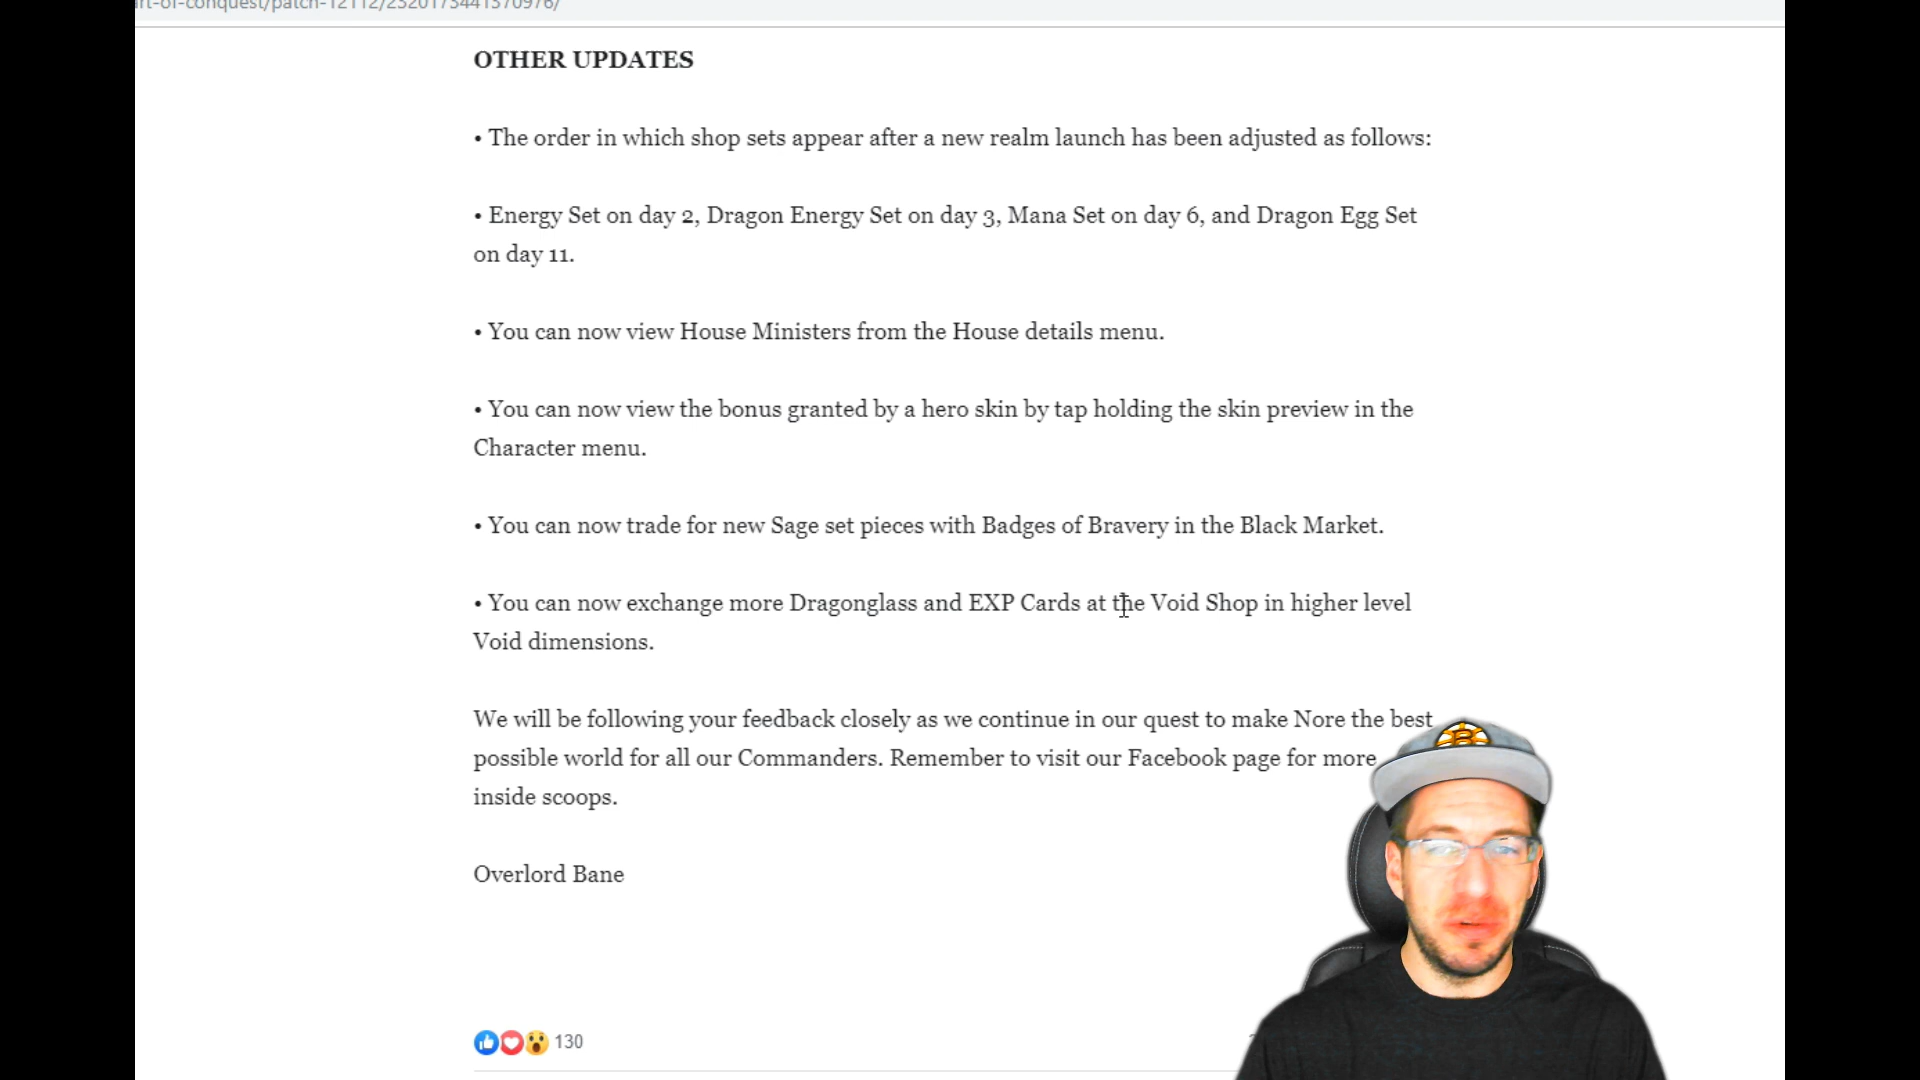 OTHER UPDATES
• The order in which shop sets appear after a new realm launch has been adjusted as follows:
• Energy Set on day 2, Dragon Energy Set on day 3, Mana Set on day 6, and Dragon Egg Set
on day 11.
• You can now view House Ministers from the House details menu.
• You can now view the bonus granted by a hero skin by tap holding the skin preview in the
Character menu.
• You can now trade for new Sage set pieces with Badges of Bravery in the Black Market.
• You can now exchange more Dragonglass and EXP Cards at the Void Shop in higher level
Void dimensions.
We will be following your feedback closely as we continue in our quest to make Nore the best
possible world for all our Commanders. Remember to visit our Facebook page for more
inside scoops.
Overlord Bane
B
130